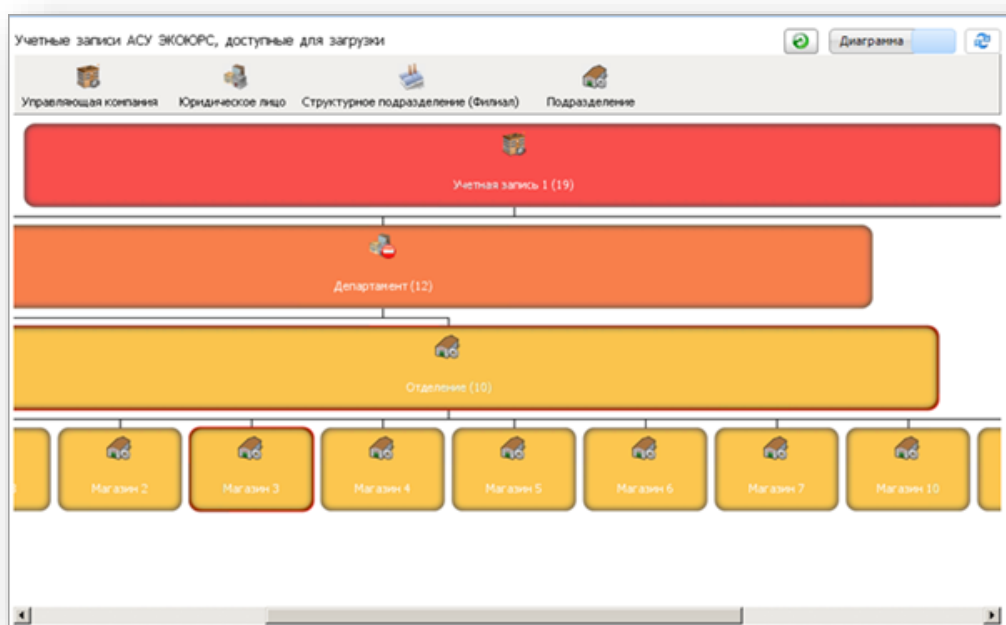 Учетные записи АСУ ЭКОЮРС, доступные для загрузки
Диаграмма
Управляющая компания Юридическое лицо Структурное подразделение (Филиал) Подразделение
Учетная запись 1 (19)
Департамент (12)
Отделение (10)
Магазин 2 Магазин 3 Магазин 4 Магазин 5 Магазин 6 Магазин 7 Магазин 10